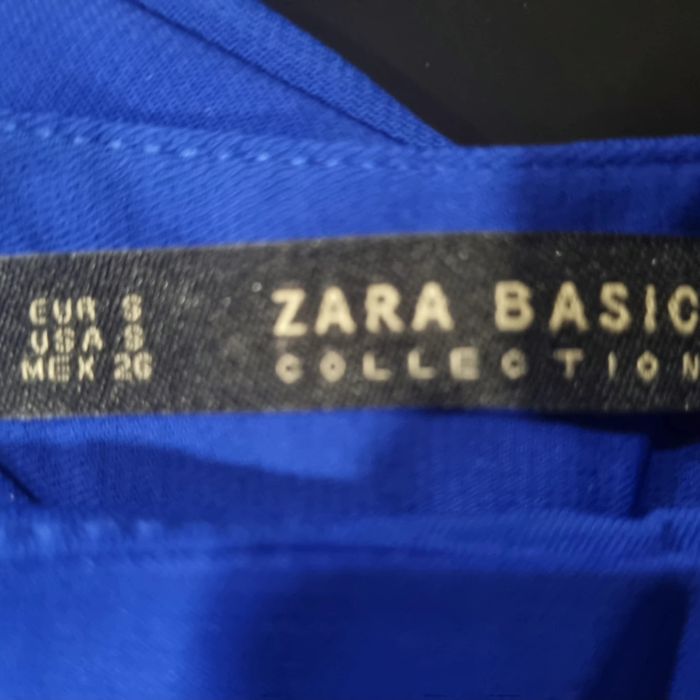 EUR S
USA S
MEX 26
ZARA BASIC
COLLECTION